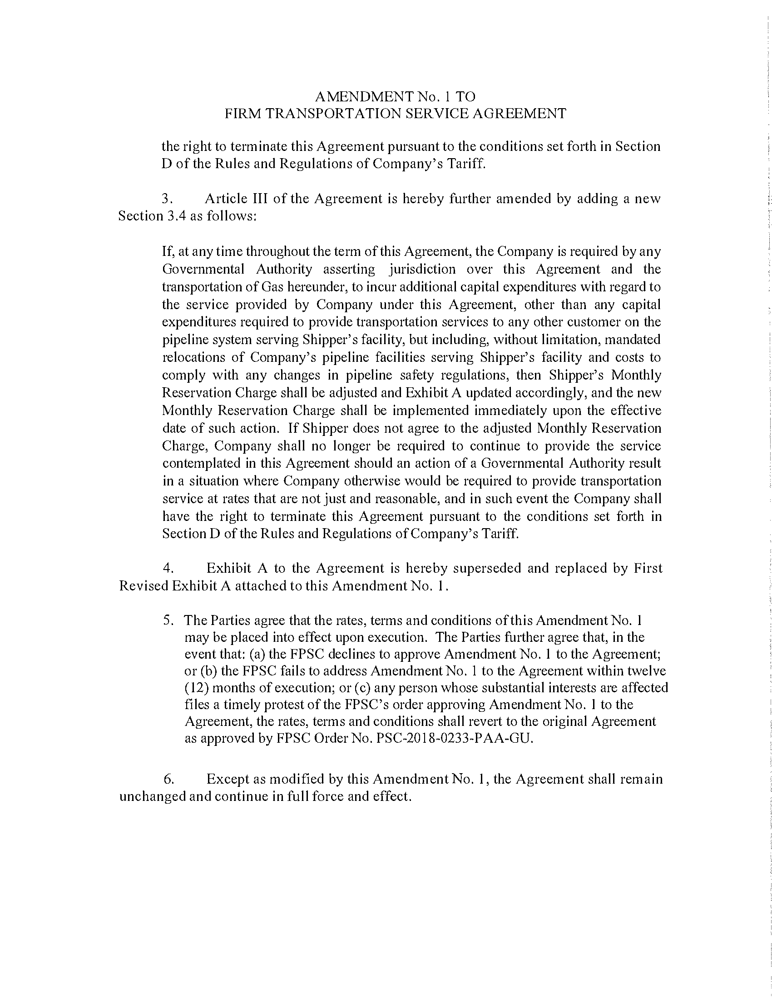 AMENDMENT No. 1 TO
FIRM TRANSPORTATION SERVICE AGREEMENT
the right to terminate this Agreement pursuant to the conditions set forth in Section
D of the Rules and Regulations of Company's Tariff.
3. Article III of the Agreement is hereby further amended by adding a new
Section 3.4 as follows:
If, at any time throughout the term of this Agreement, the Company is required by any
Governmental Authority asserting jurisdiction over this Agreement and the
transportation of Gas hereunder, to incur additional capital expenditures with regard to
the service provided by Company under this Agreement, other than any capital
expenditures required to provide transportation services to any other customer on the
pipeline system serving Shipper's facility, but including, without limitation, mandated
relocations of Company's pipeline facilities serving Shipper's facility and costs to
comply with any changes in pipeline safety regulations, then Shipper's Monthly
Reservation Charge shall be adjusted and Exhibit A updated accordingly, and the new
Monthly Reservation Charge shall be implemented immediately upon the effective
date of such action. If Shipper does not agree to the adjusted Monthly Reservation
Charge, Company shall no longer be required to continue to provide the service
contemplated in this Agreement should an action of a Governmental Authority result
in a situation where Company otherwise would be required to provide transportation
service at rates that are not just and reasonable, and in such event the Company shall
have the right to terminate this Agreement pursuant to the conditions set forth in
Section D of the Rules and Regulations of Company's Tariff.
4. Exhibit A to the Agreement is hereby superseded and replaced by First
Revised Exhibit A attached to this Amendment No. 1.
5. The Parties agree that the rates, terms and conditions of this Amendment No. 1
may be placed into effect upon execution. The Parties further agree that, in the
event that: (a) the FPSC declines to approve Amendment No. 1 to the Agreement;
or (b) the FPSC fails to address Amendment No. 1 to the Agreement within twelve
(12) months of execution; or (c) any person whose substantial interests are affected
files a timely protest of the FPSC's order approving Amendment No. 1 to the
Agreement, the rates, terms and conditions shall revert to the original Agreement
as approved by FPSC Order No. PSC-2018-0233-PAA-GU.
6. Except as modified by this Amendment No. 1, the Agreement shall remain
unchanged and continue in full force and effect.